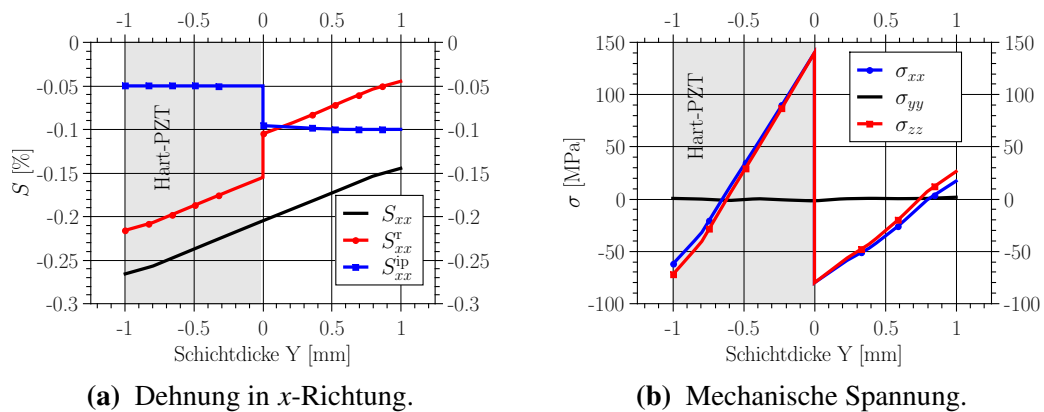 -1 -0.5 0 0.5 1
0 0
-0.05 -0.05
-0.1 -0.1
-0.15 -0.15
-0.2 -0.2
-0.25 -0.25
-0.3 -0.3
S [%]
Hart-PZT
S_xx
S^r_xx
S^ip_xx
-1 -0.5 0 0.5 1
Schichtdicke Y [mm]
(a) Dehnung in x-Richtung.
-1 -0.5 0 0.5 1
150 150
100 100
50 50
0 0
-50 -50
-100 -100
σ [MPa]
Hart-PZT
σ_xx
σ_yy
σ_zz
-1 -0.5 0 0.5 1
Schichtdicke Y [mm]
(b) Mechanische Spannung.